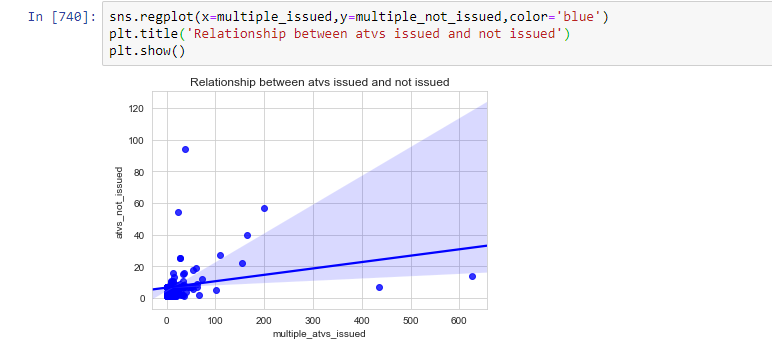 In [740]: sns.regplot(x=multiple_issued,y=multiple_not_issued,color='blue')
plt.title('Relationship between atvs issued and not issued')
plt.show()
Relationship between atvs issued and not issued
120
100
80
60
40
20
0
atvs_not_issued
0 100 200 300 400 500 600
multiple_atvs_issued